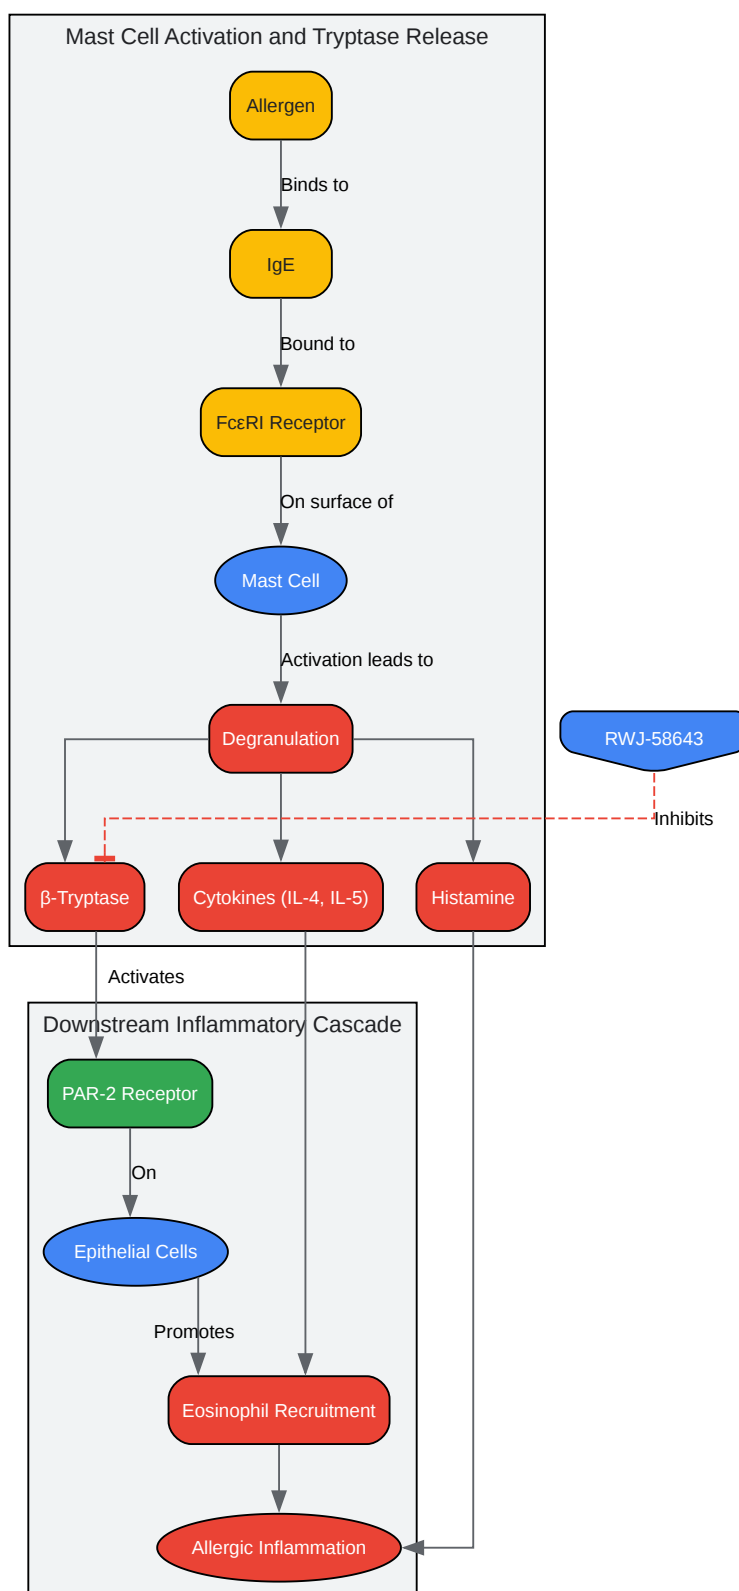 Mast Cell Activation and Tryptase Release
Allergen
Binds to
IgE
Bound to
FcεRI Receptor
On surface of
Mast Cell
Activation leads to
Degranulation
RWJ-58643
Inhibits
β-Tryptase
Cytokines (IL-4, IL-5)
Histamine
Activates
Downstream Inflammatory Cascade
PAR-2 Receptor
On
Epithelial Cells
Promotes
Eosinophil Recruitment
Allergic Inflammation